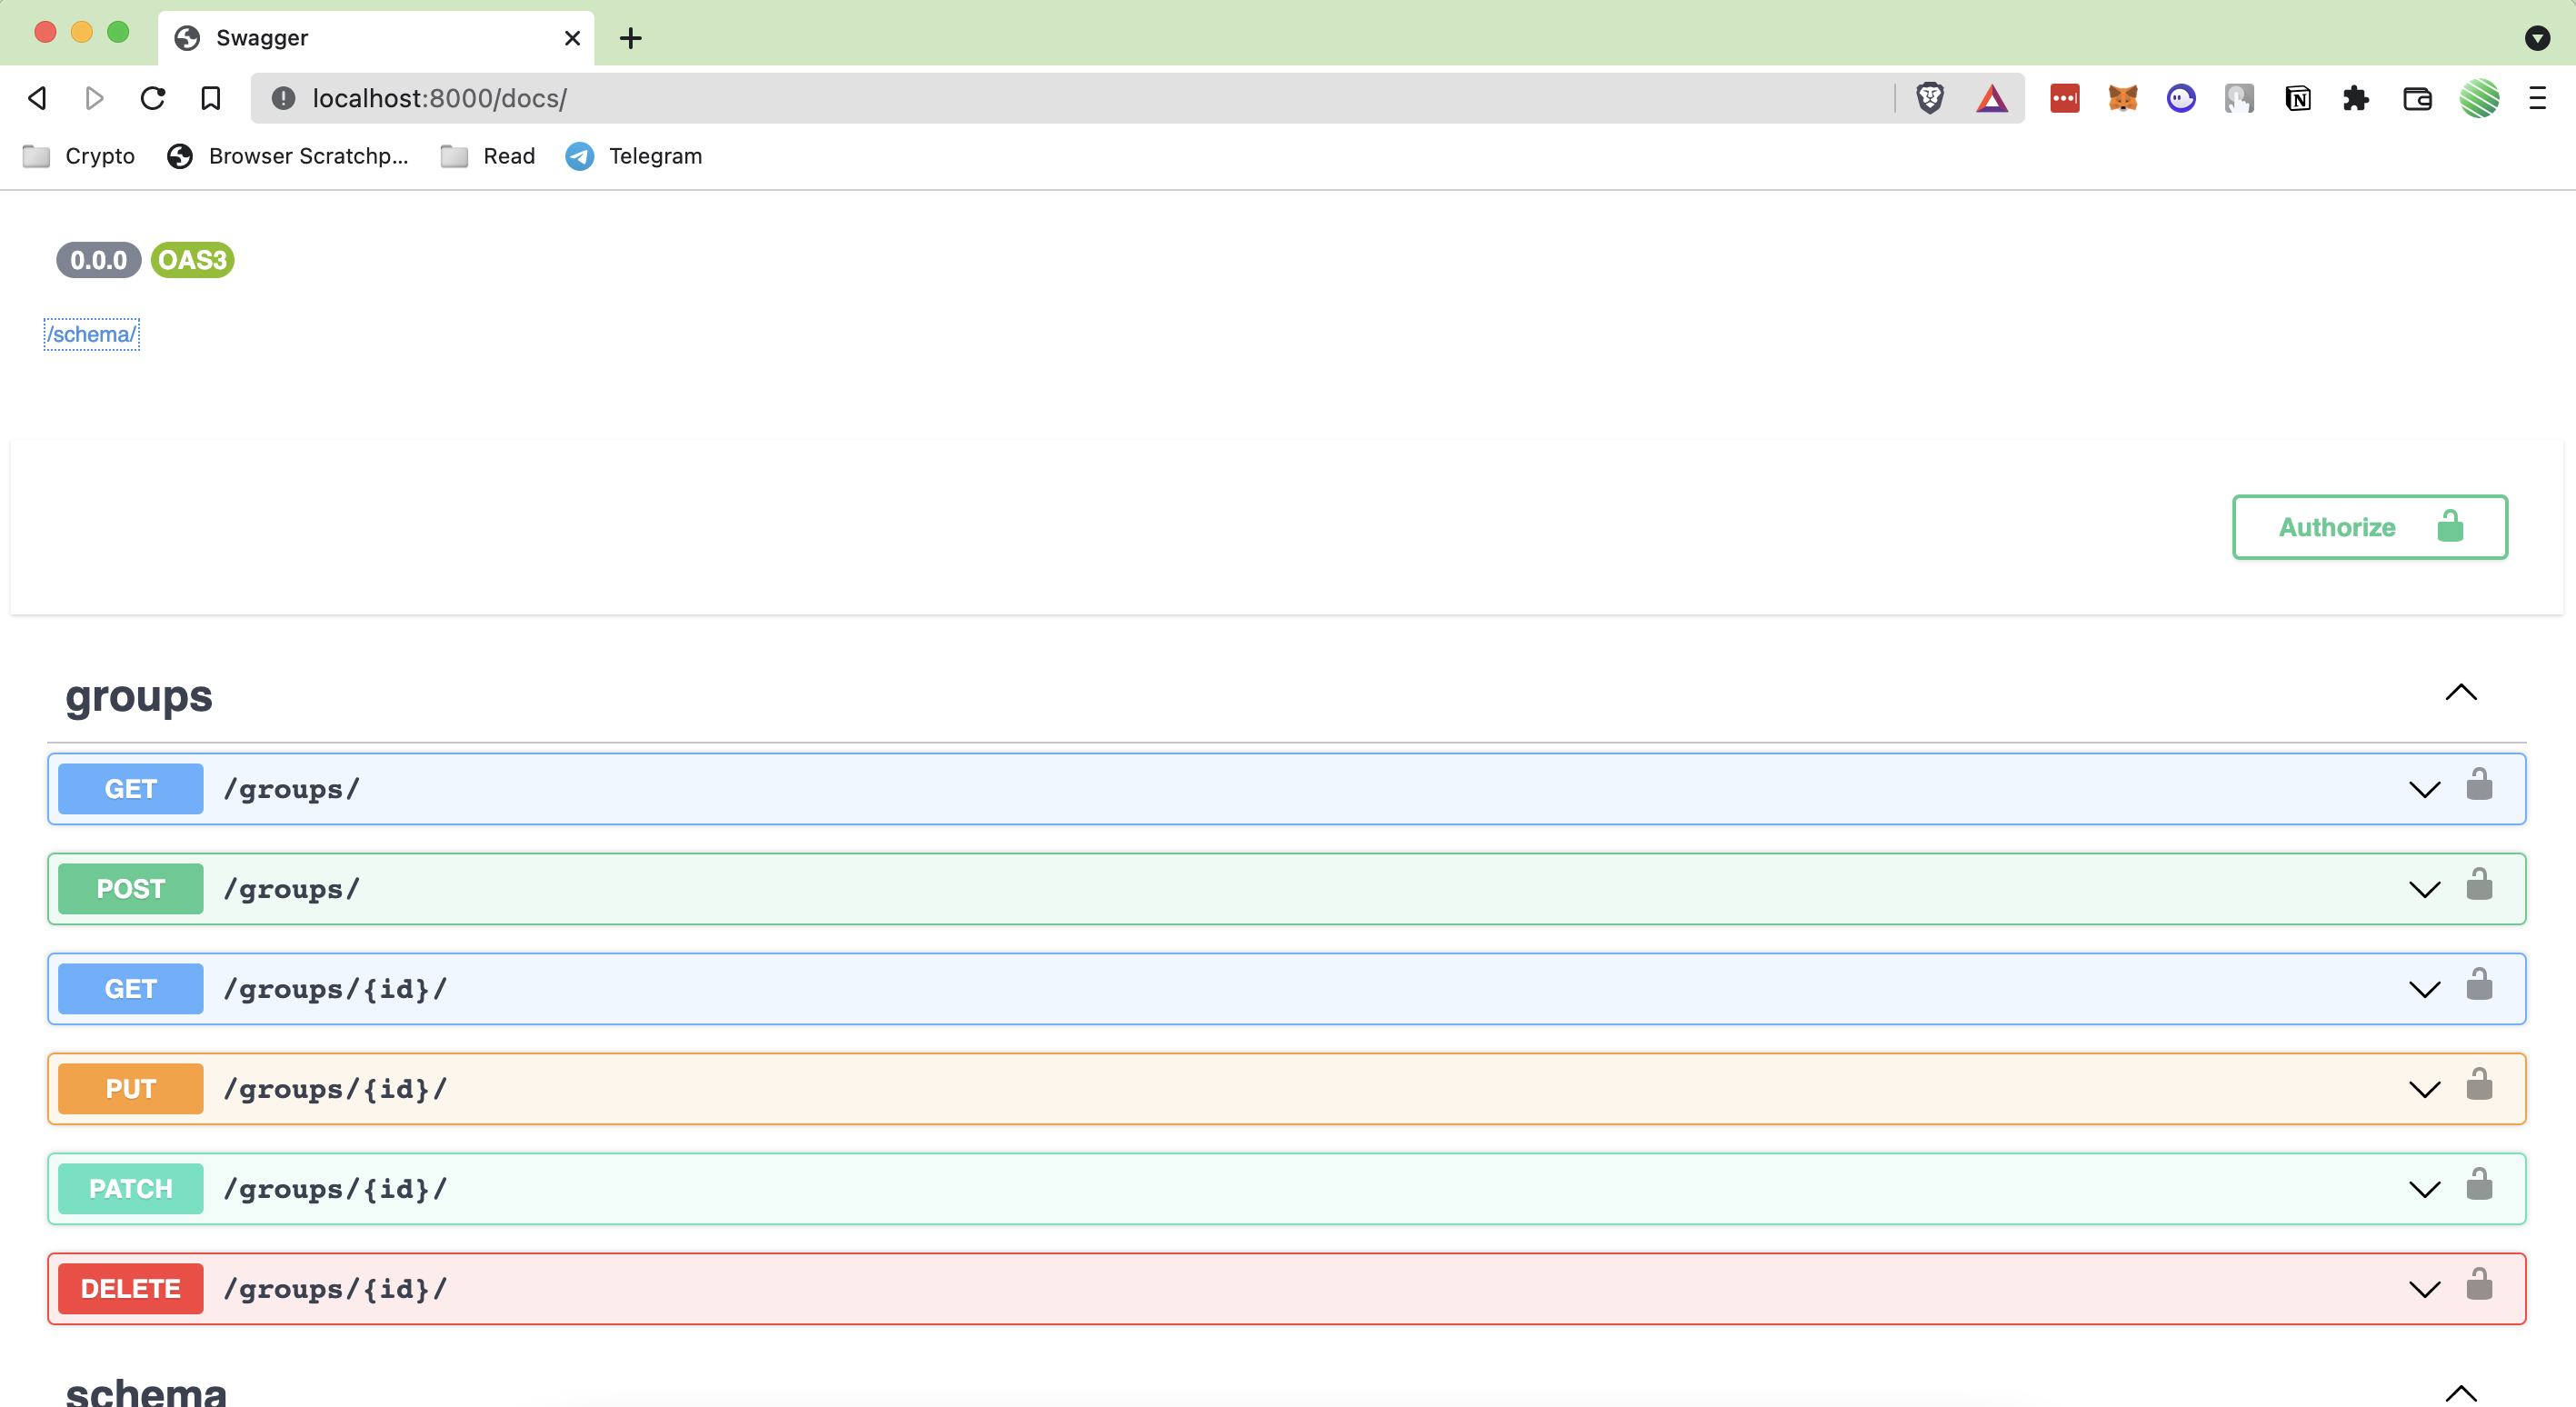 Swagger
localhost:8000/docs/
Crypto
Browser Scratchp...
Read
Telegram
0.0.0 OAS3
/schema/
Authorize
groups
GET /groups/
POST /groups/
GET /groups/{id}/
PUT /groups/{id}/
PATCH /groups/{id}/
DELETE /groups/{id}/
schema